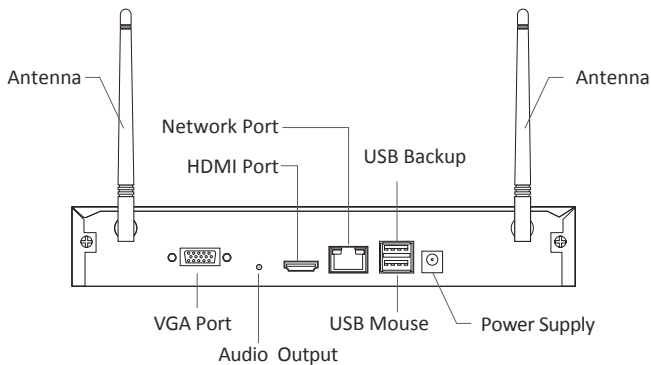 Antenna
Antenna
Network Port
USB Backup
HDMI Port
VGA Port
USB Mouse
Power Supply
Audio Output